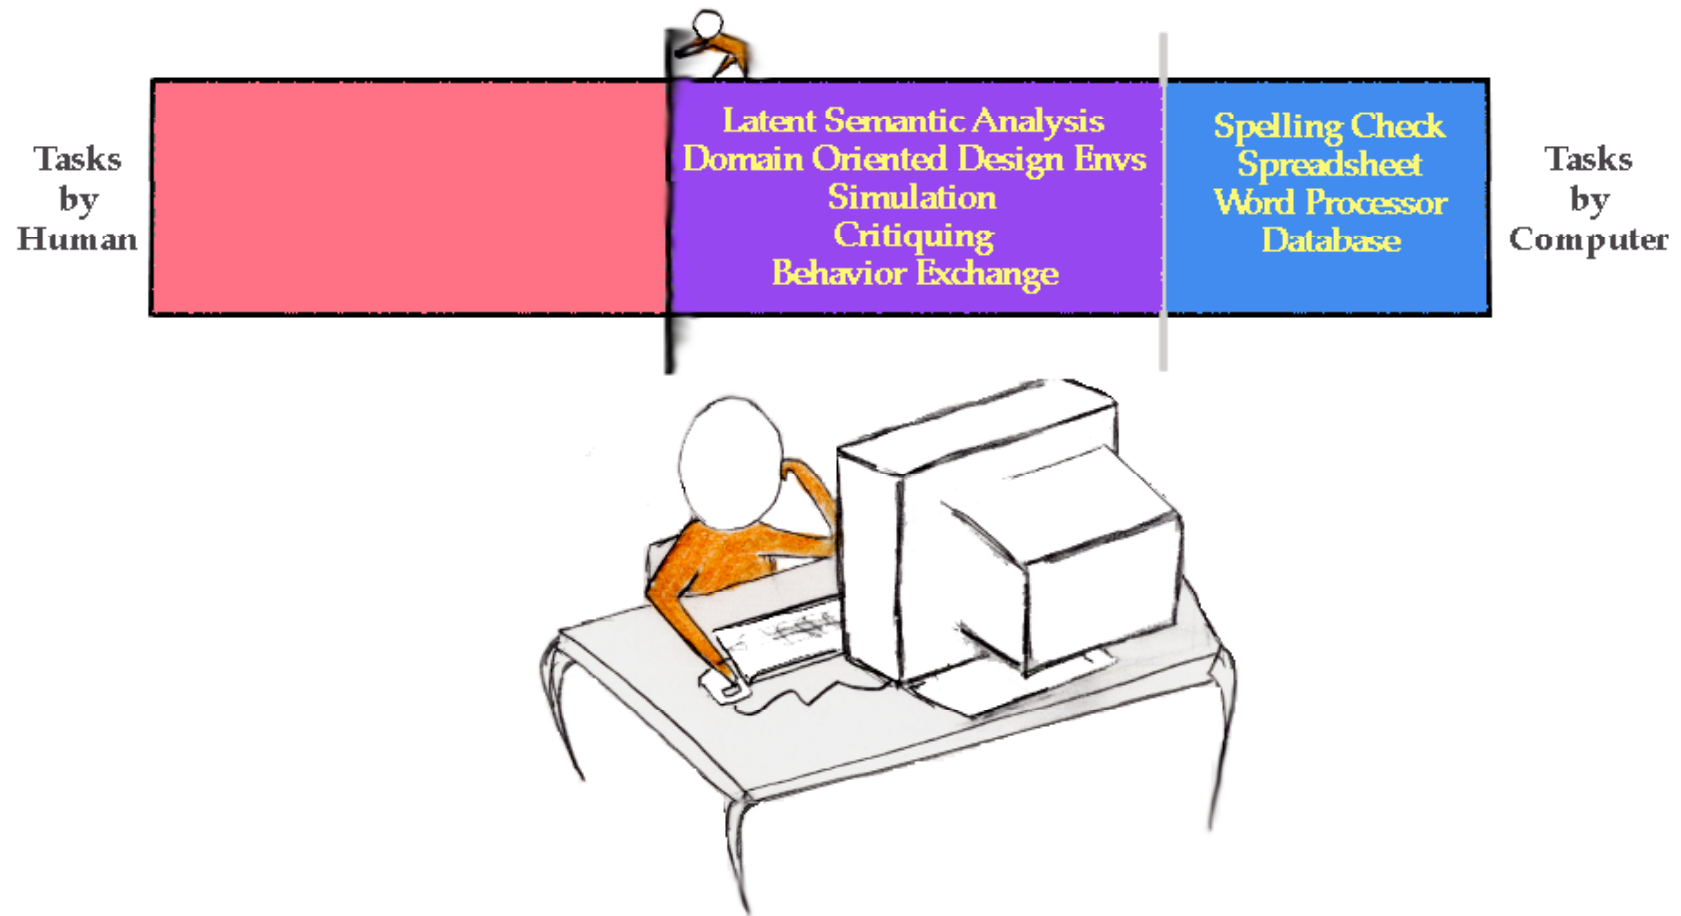 Tasks
by
Human
Latent Semantic Analysis
Domain Oriented Design Envs
Simulation
Critiquing
Behavior Exchange
Spelling Check
Spreadsheet
Word Processor
Database
Tasks
by
Computer